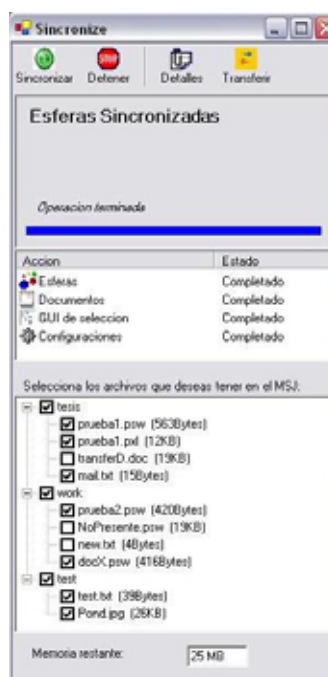 Sincronize
Sincronizar Detener Detalles Transferir
Esferas Sincronizadas
Operacion terminada
Accion Estado
Esferas Completado
Documentos Completado
GUI de seleccion Completado
Configuraciones Completado
Selecciona los archivos que deseas tener en el MSJ:
tesis
prueba1.psw (563Bytes)
prueba1.pxl (12KB)
transferD.doc (19KB)
mail.txt (15Bytes)
work
prueba2.psw (420Bytes)
NoPresente.psw (19KB)
new.txt (4Bytes)
docX.psw (416Bytes)
test
test.txt (39Bytes)
Pond.jpg (26KB)
Memoria restante: 25 MB